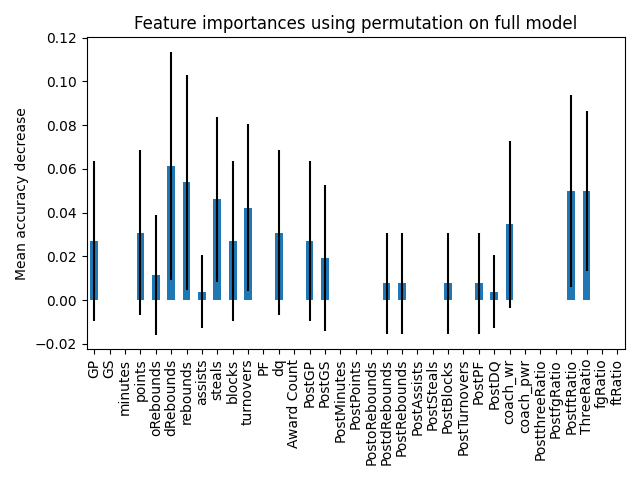 Feature importances using permutation on full model
Mean accuracy decrease
0.12
0.10
0.08
0.06
0.04
0.02
0.00
−0.02
GP
GS
minutes
points
oRebounds
dRebounds
rebounds
assists
steals
blocks
turnovers
PF
dq
Award Count
PostGP
PostGS
PostMinutes
PostPoints
PostoRebounds
PostdRebounds
PostRebounds
PostAssists
PostSteals
PostBlocks
PostTurnovers
PostPF
PostDQ
coach_wr
coach_pwr
PostthreeRatio
PostfgRatio
PostftRatio
ThreeRatio
fgRatio
ftRatio